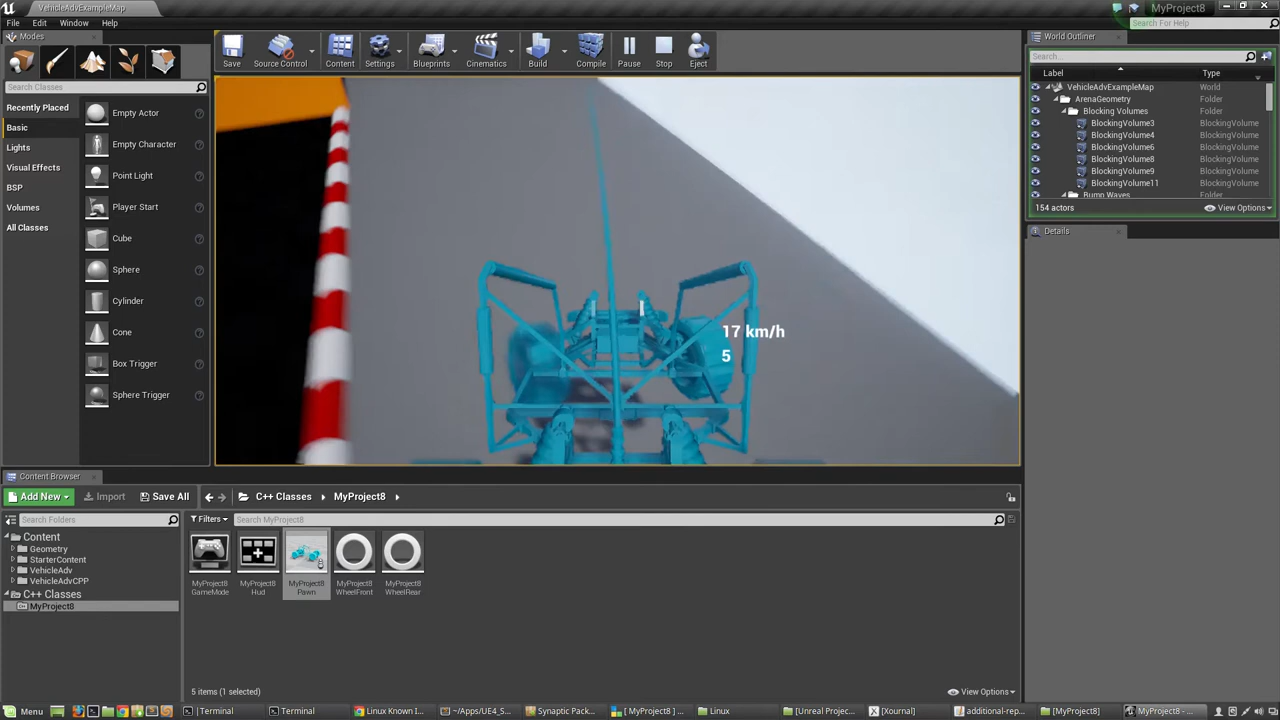 VehicleAdvExampleMap
MyProject8
File Edit Window Help
Search For Help
Modes
Search Classes
Recently Placed
Basic
Lights
Visual Effects
BSP
Volumes
All Classes
Empty Actor
Empty Character
Point Light
Player Start
Cube
Sphere
Cylinder
Cone
Box Trigger
Sphere Trigger
Save
Source Control
Content
Settings
Blueprints
Cinematics
Build
Compile
Pause
Stop
Eject
17 km/h
5
World Outliner
Search...
Label Type
VehicleAdvExampleMap World
ArenaGeometry Folder
Blocking Volumes Folder
BlockingVolume3 BlockingVolume
BlockingVolume4 BlockingVolume
BlockingVolume6 BlockingVolume
BlockingVolume8 BlockingVolume
BlockingVolume9 BlockingVolume
BlockingVolume11 BlockingVolume
Bump Waves Folder
154 actors View Options
Details
Content Browser
Add New Import Save All C++ Classes MyProject8
Search Folders
Content
Geometry
StarterContent
VehicleAdv
VehicleAdvCPP
C++ Classes
MyProject8
Filters Search MyProject8
MyProject8
GameMode
MyProject8
Hud
MyProject8
Pawn
MyProject8
WheelFront
MyProject8
WheelRear
5 items (1 selected) View Options
Menu |Terminal Terminal Linux Known I... ~/Apps/UE4_S... Synaptic Pack... [ MyProject8 ] ... Linux [Unreal Project... [Xournal] additional-rep... [MyProject8] MyProject8 - ...